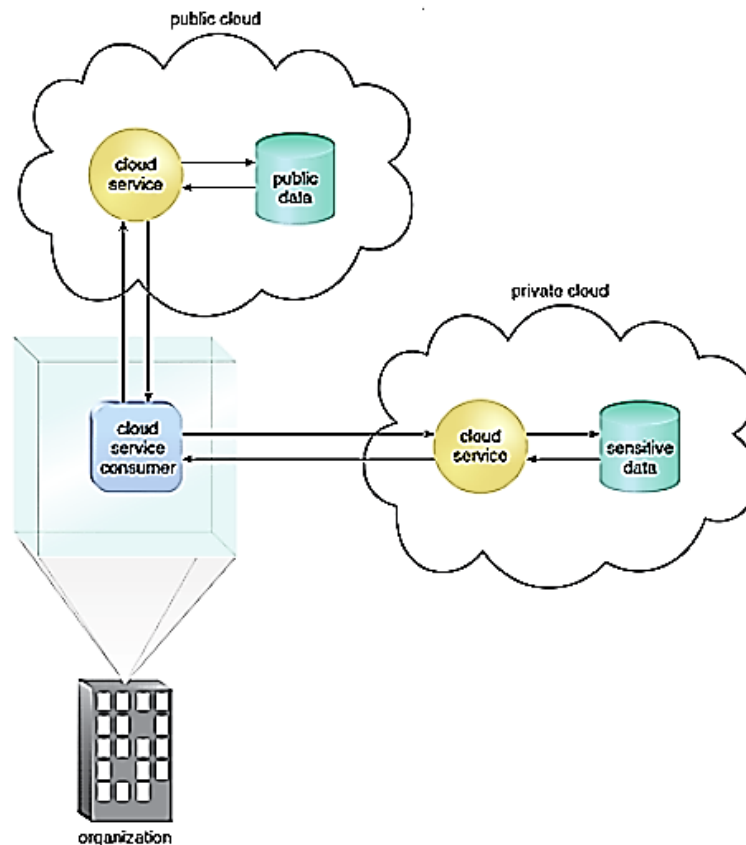 public cloud
cloud
service
public
data
private cloud
cloud
service
consumer
cloud
service
sensitive
data
organization